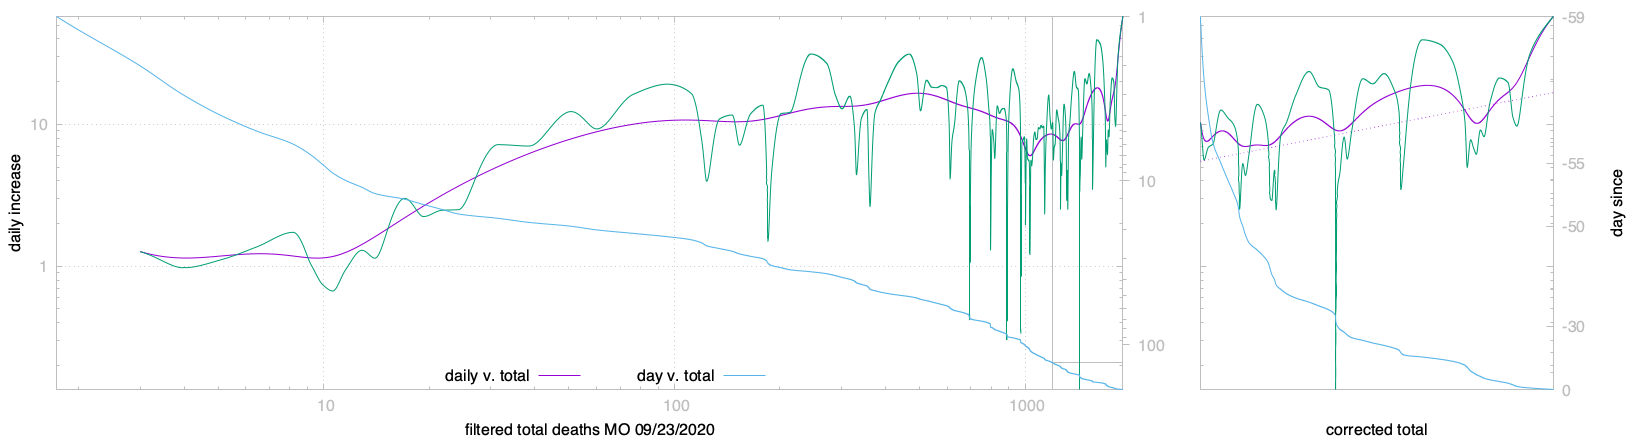 1
-59
10
10
-55
-50
daily increase
day since
1
-30
100
daily v. total
day v. total
0
10
100
1000
filtered total deaths MO 09/23/2020
corrected total